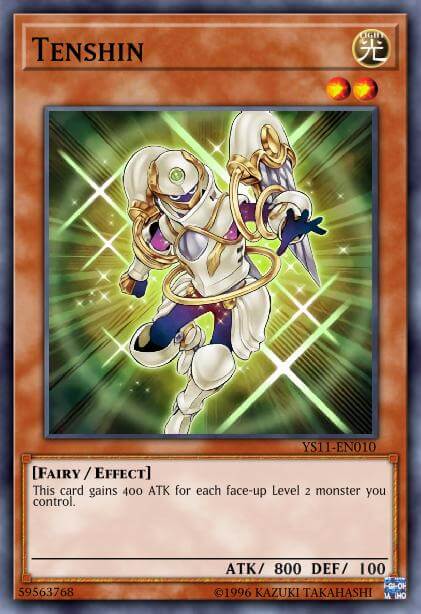 TENSHIN
LIGHT
光
YS11-EN010
[FAIRY / EFFECT]
This card gains 400 ATK for each face-up Level 2 monster you
control.
ATK/ 800 DEF/ 100
59563768
©1996 KAZUKI TAKAHASHI